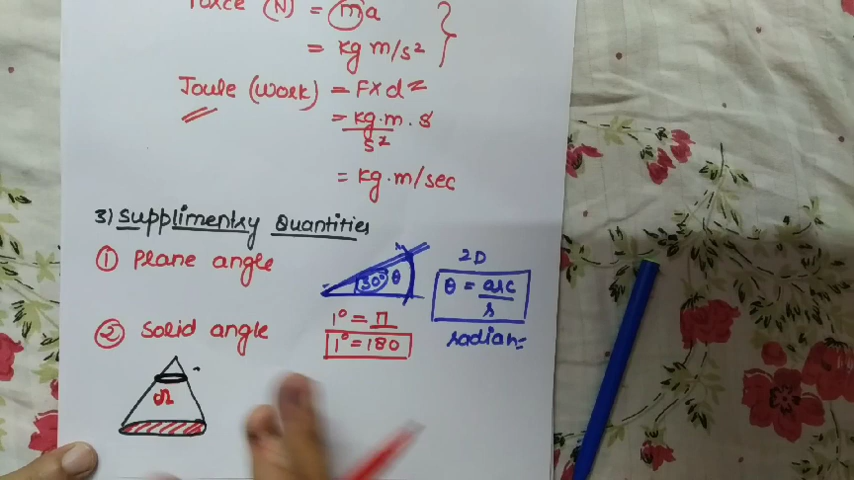 Force (N) = ma
= kg m/s²
Joule (work) = F×d
= kg.m/s² . s
= kg.m/sec
3) Supplimentry Quantities
① Plane angle
30° θ
2D
θ = arc/r
1° = π
1° = 180
radian
② Solid angle
Ω